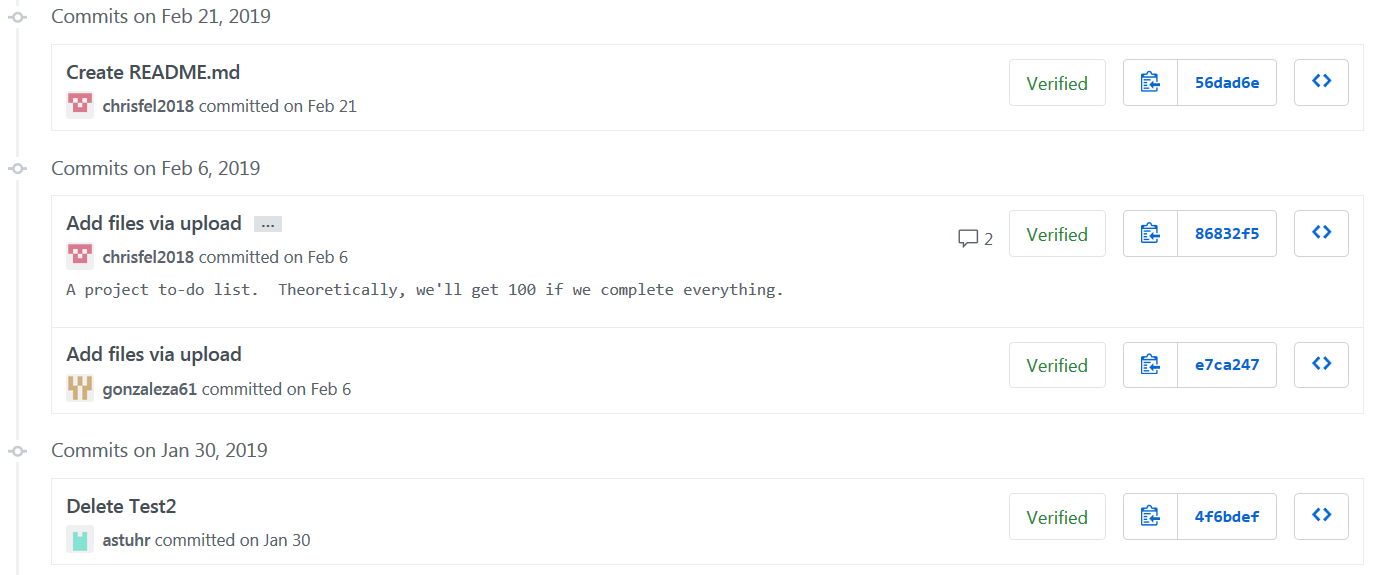 Commits on Feb 21, 2019
Create README.md
Verified
56dad6e
chrisfel2018 committed on Feb 21
Commits on Feb 6, 2019
Add files via upload ...
2
Verified
86832f5
chrisfel2018 committed on Feb 6
A project to-do list.  Theoretically, we'll get 100 if we complete everything.
Add files via upload
Verified
e7ca247
gonzaleza61 committed on Feb 6
Commits on Jan 30, 2019
Delete Test2
Verified
4f6bdef
astuhr committed on Jan 30